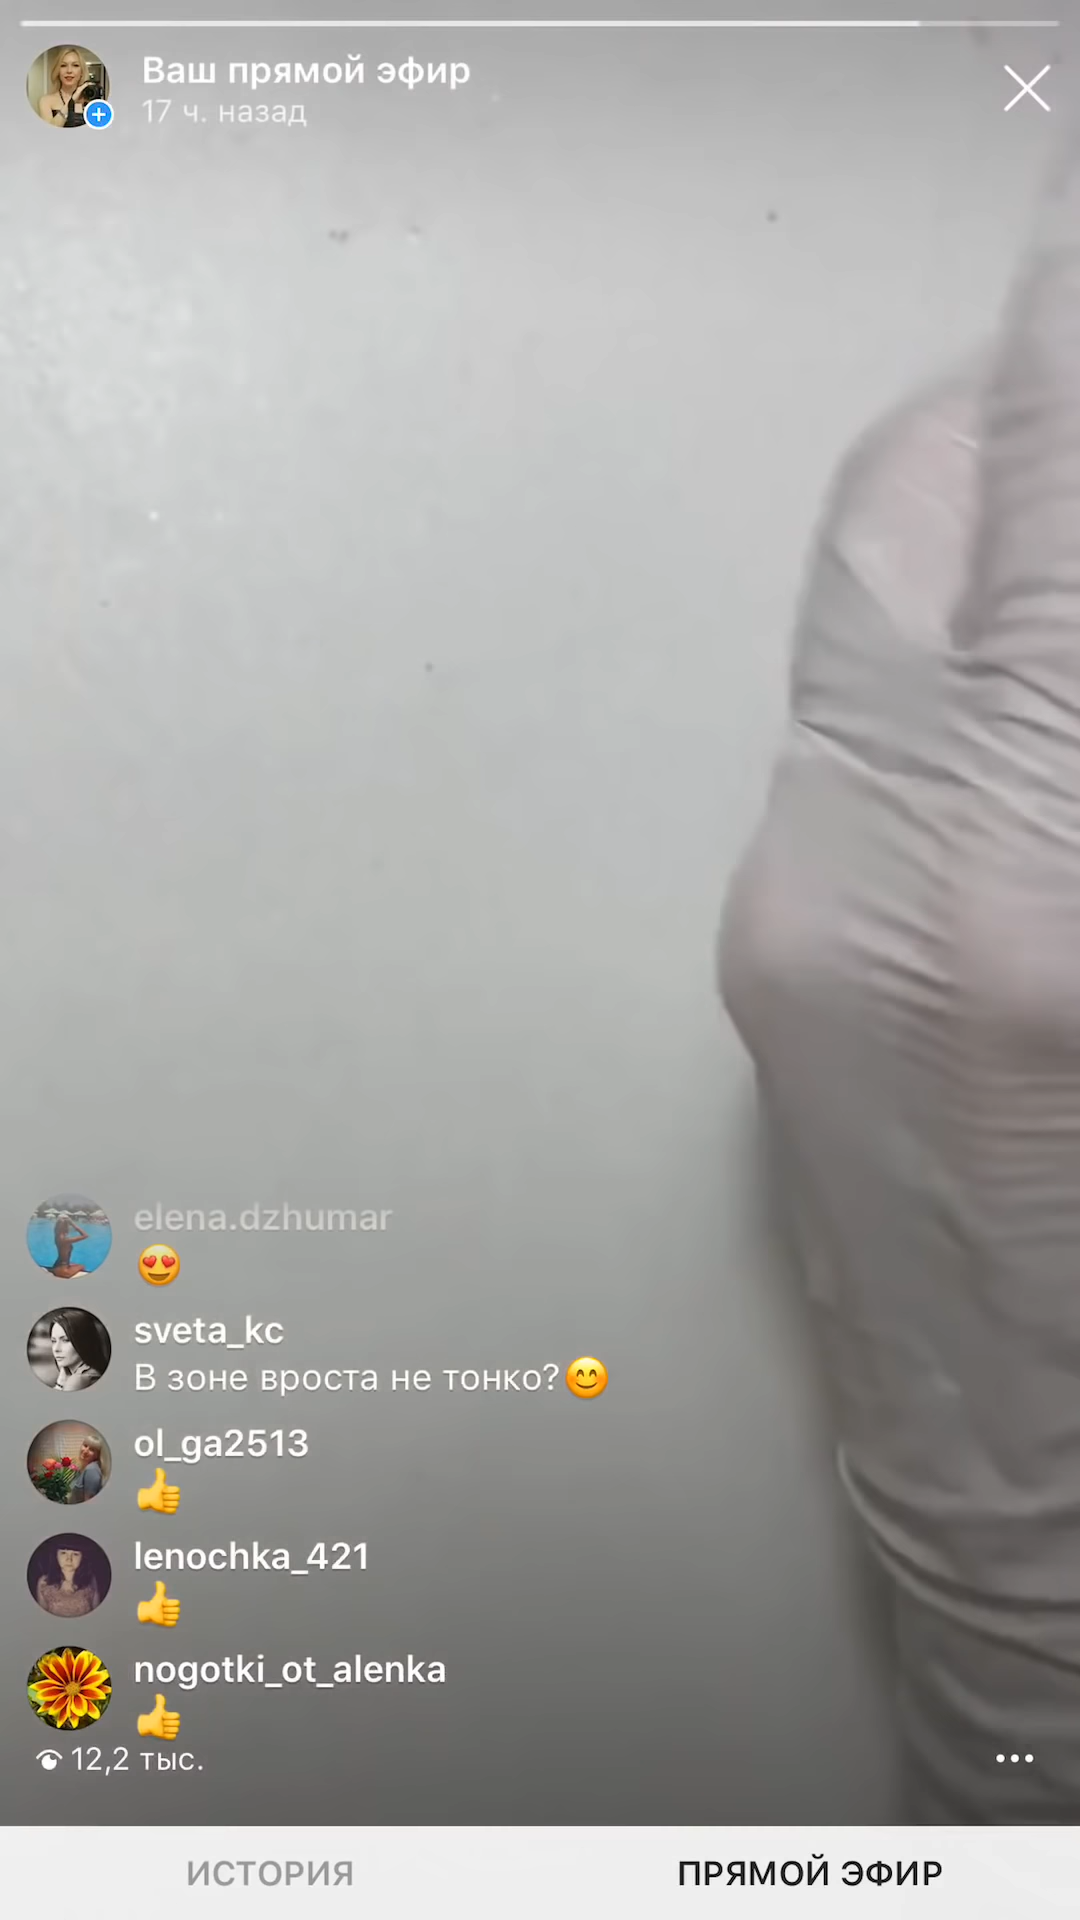 Ваш прямой эфир
17 ч. назад
elena.dzhumar
😍
sveta_kc
В зоне вроста не тонко?😊
ol_ga2513
👍
lenochka_421
👍
nogotki_ot_alenka
👍
12,2 тыс.
ИСТОРИЯ
ПРЯМОЙ ЭФИР